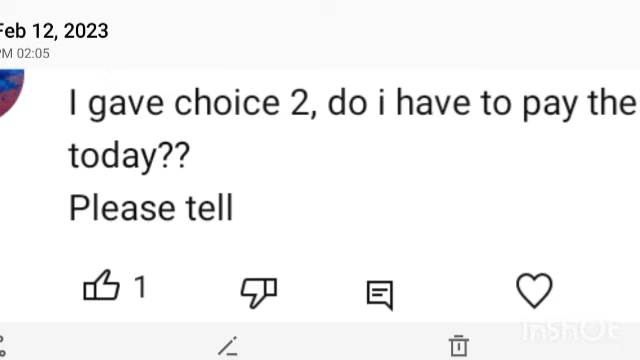 Feb 12, 2023
PM 02:05
I gave choice 2, do i have to pay the
today??
Please tell
1
InShOt